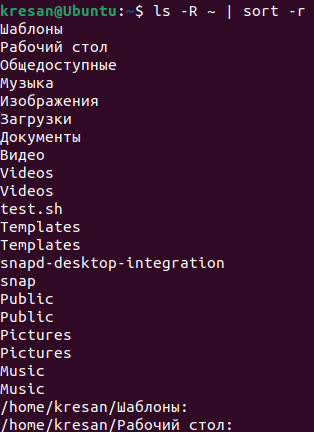 kresan@Ubuntu:~$ ls -R ~ | sort -r
Шаблоны
Рабочий стол
Общедоступные
Музыка
Изображения
Загрузки
Документы
Видео
Videos
Videos
test.sh
Templates
Templates
snapd-desktop-integration
snap
Public
Public
Pictures
Pictures
Music
Music
/home/kresan/Шаблоны:
/home/kresan/Рабочий стол: